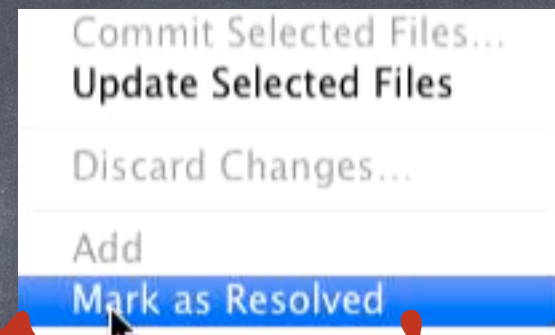 Commit Selected Files...
Update Selected Files
Discard Changes...
Add
Mark as Resolved